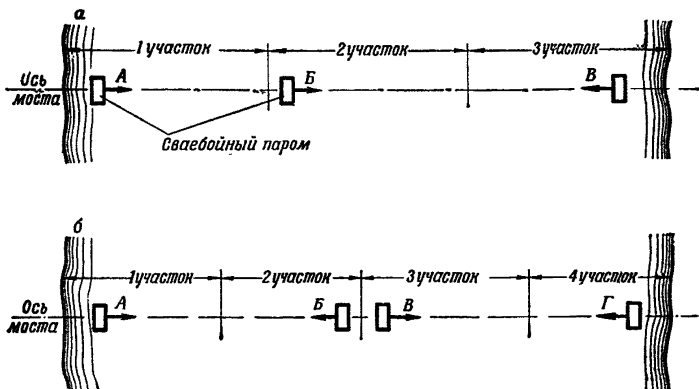 а
1 участок 2 участок 3 участок
Ось моста
А Б В
Сваебойный паром
б
1 участок 2 участок 3 участок 4 участок
Ось моста
А Б В Г